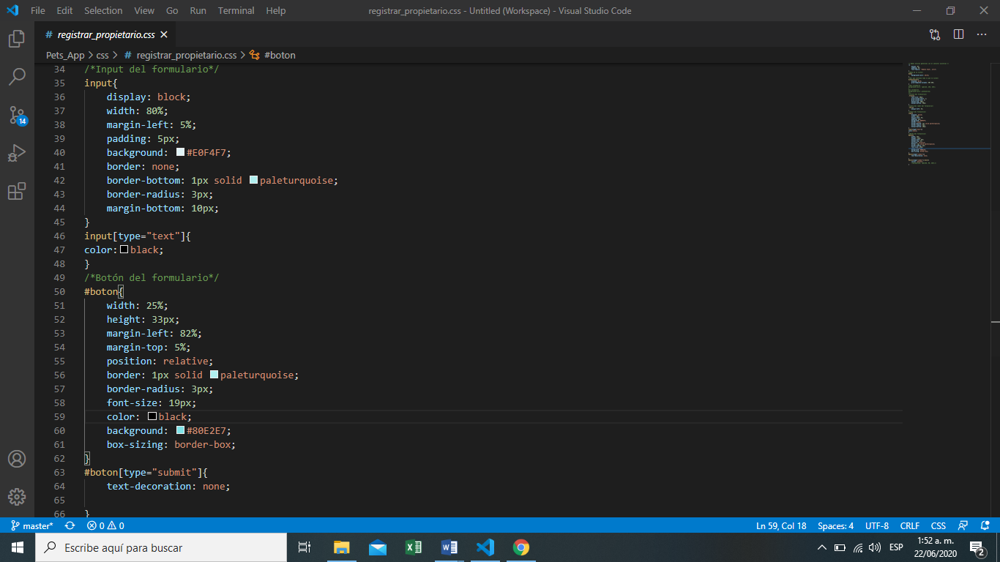 File Edit Selection View Go Run Terminal Help
registrar_propietario.css - Untitled (Workspace) - Visual Studio Code
# registrar_propietario.css
Pets_App > css > # registrar_propietario.css > #boton
34 /*Input del formulario*/
35 input{
36 display: block;
37 width: 80%;
38 margin-left: 5%;
39 padding: 5px;
40 background: #E0F4F7;
41 border: none;
42 border-bottom: 1px solid paleturquoise;
43 border-radius: 3px;
44 margin-bottom: 10px;
45 }
46 input[type="text"]{
47 color: black;
48 }
49 /*Botón del formulario*/
50 #boton{
51 width: 25%;
52 height: 33px;
53 margin-left: 82%;
54 margin-top: 5%;
55 position: relative;
56 border: 1px solid paleturquoise;
57 border-radius: 3px;
58 font-size: 19px;
59 color: black;
60 background: #80E2E7;
61 box-sizing: border-box;
62 }
63 #boton[type="submit"]{
64 text-decoration: none;
65
66 }
14
master* 0 0
Ln 59, Col 18 Spaces: 4 UTF-8 CRLF CSS
Escribe aquí para buscar
ESP
1:52 a. m.
22/06/2020
2